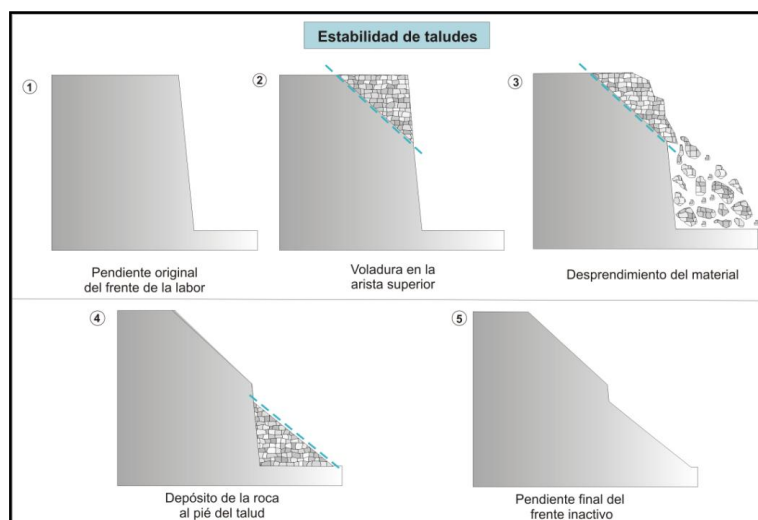 Estabilidad de taludes
1
2
3
Pendiente original
del frente de la labor
Voladura en la
arista superior
Desprendimiento del material
4
5
Depósito de la roca
al pié del talud
Pendiente final del
frente inactivo